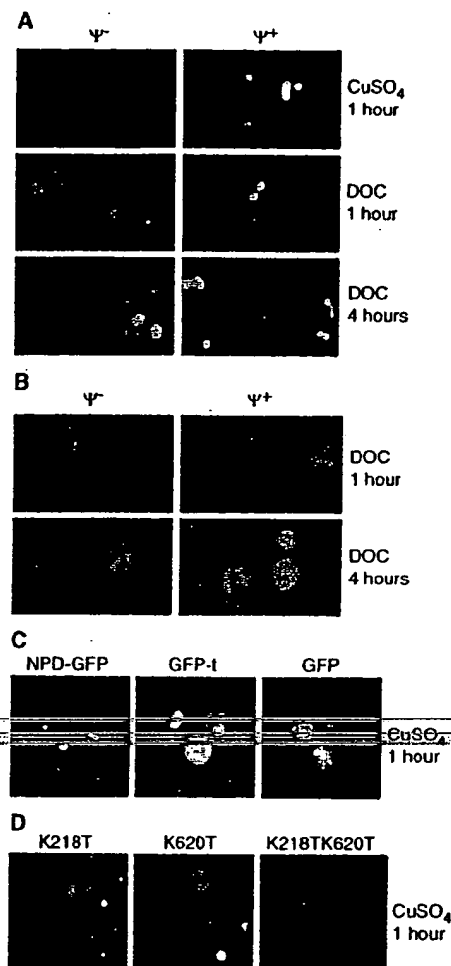 A
Ψ- Ψ+
CuSO4
1 hour
DOC
1 hour
DOC
4 hours
B
Ψ- Ψ+
DOC
1 hour
DOC
4 hours
C
NPD-GFP GFP-t GFP
CuSO4
1 hour
D
K218T K620T K218TK620T
CuSO4
1 hour